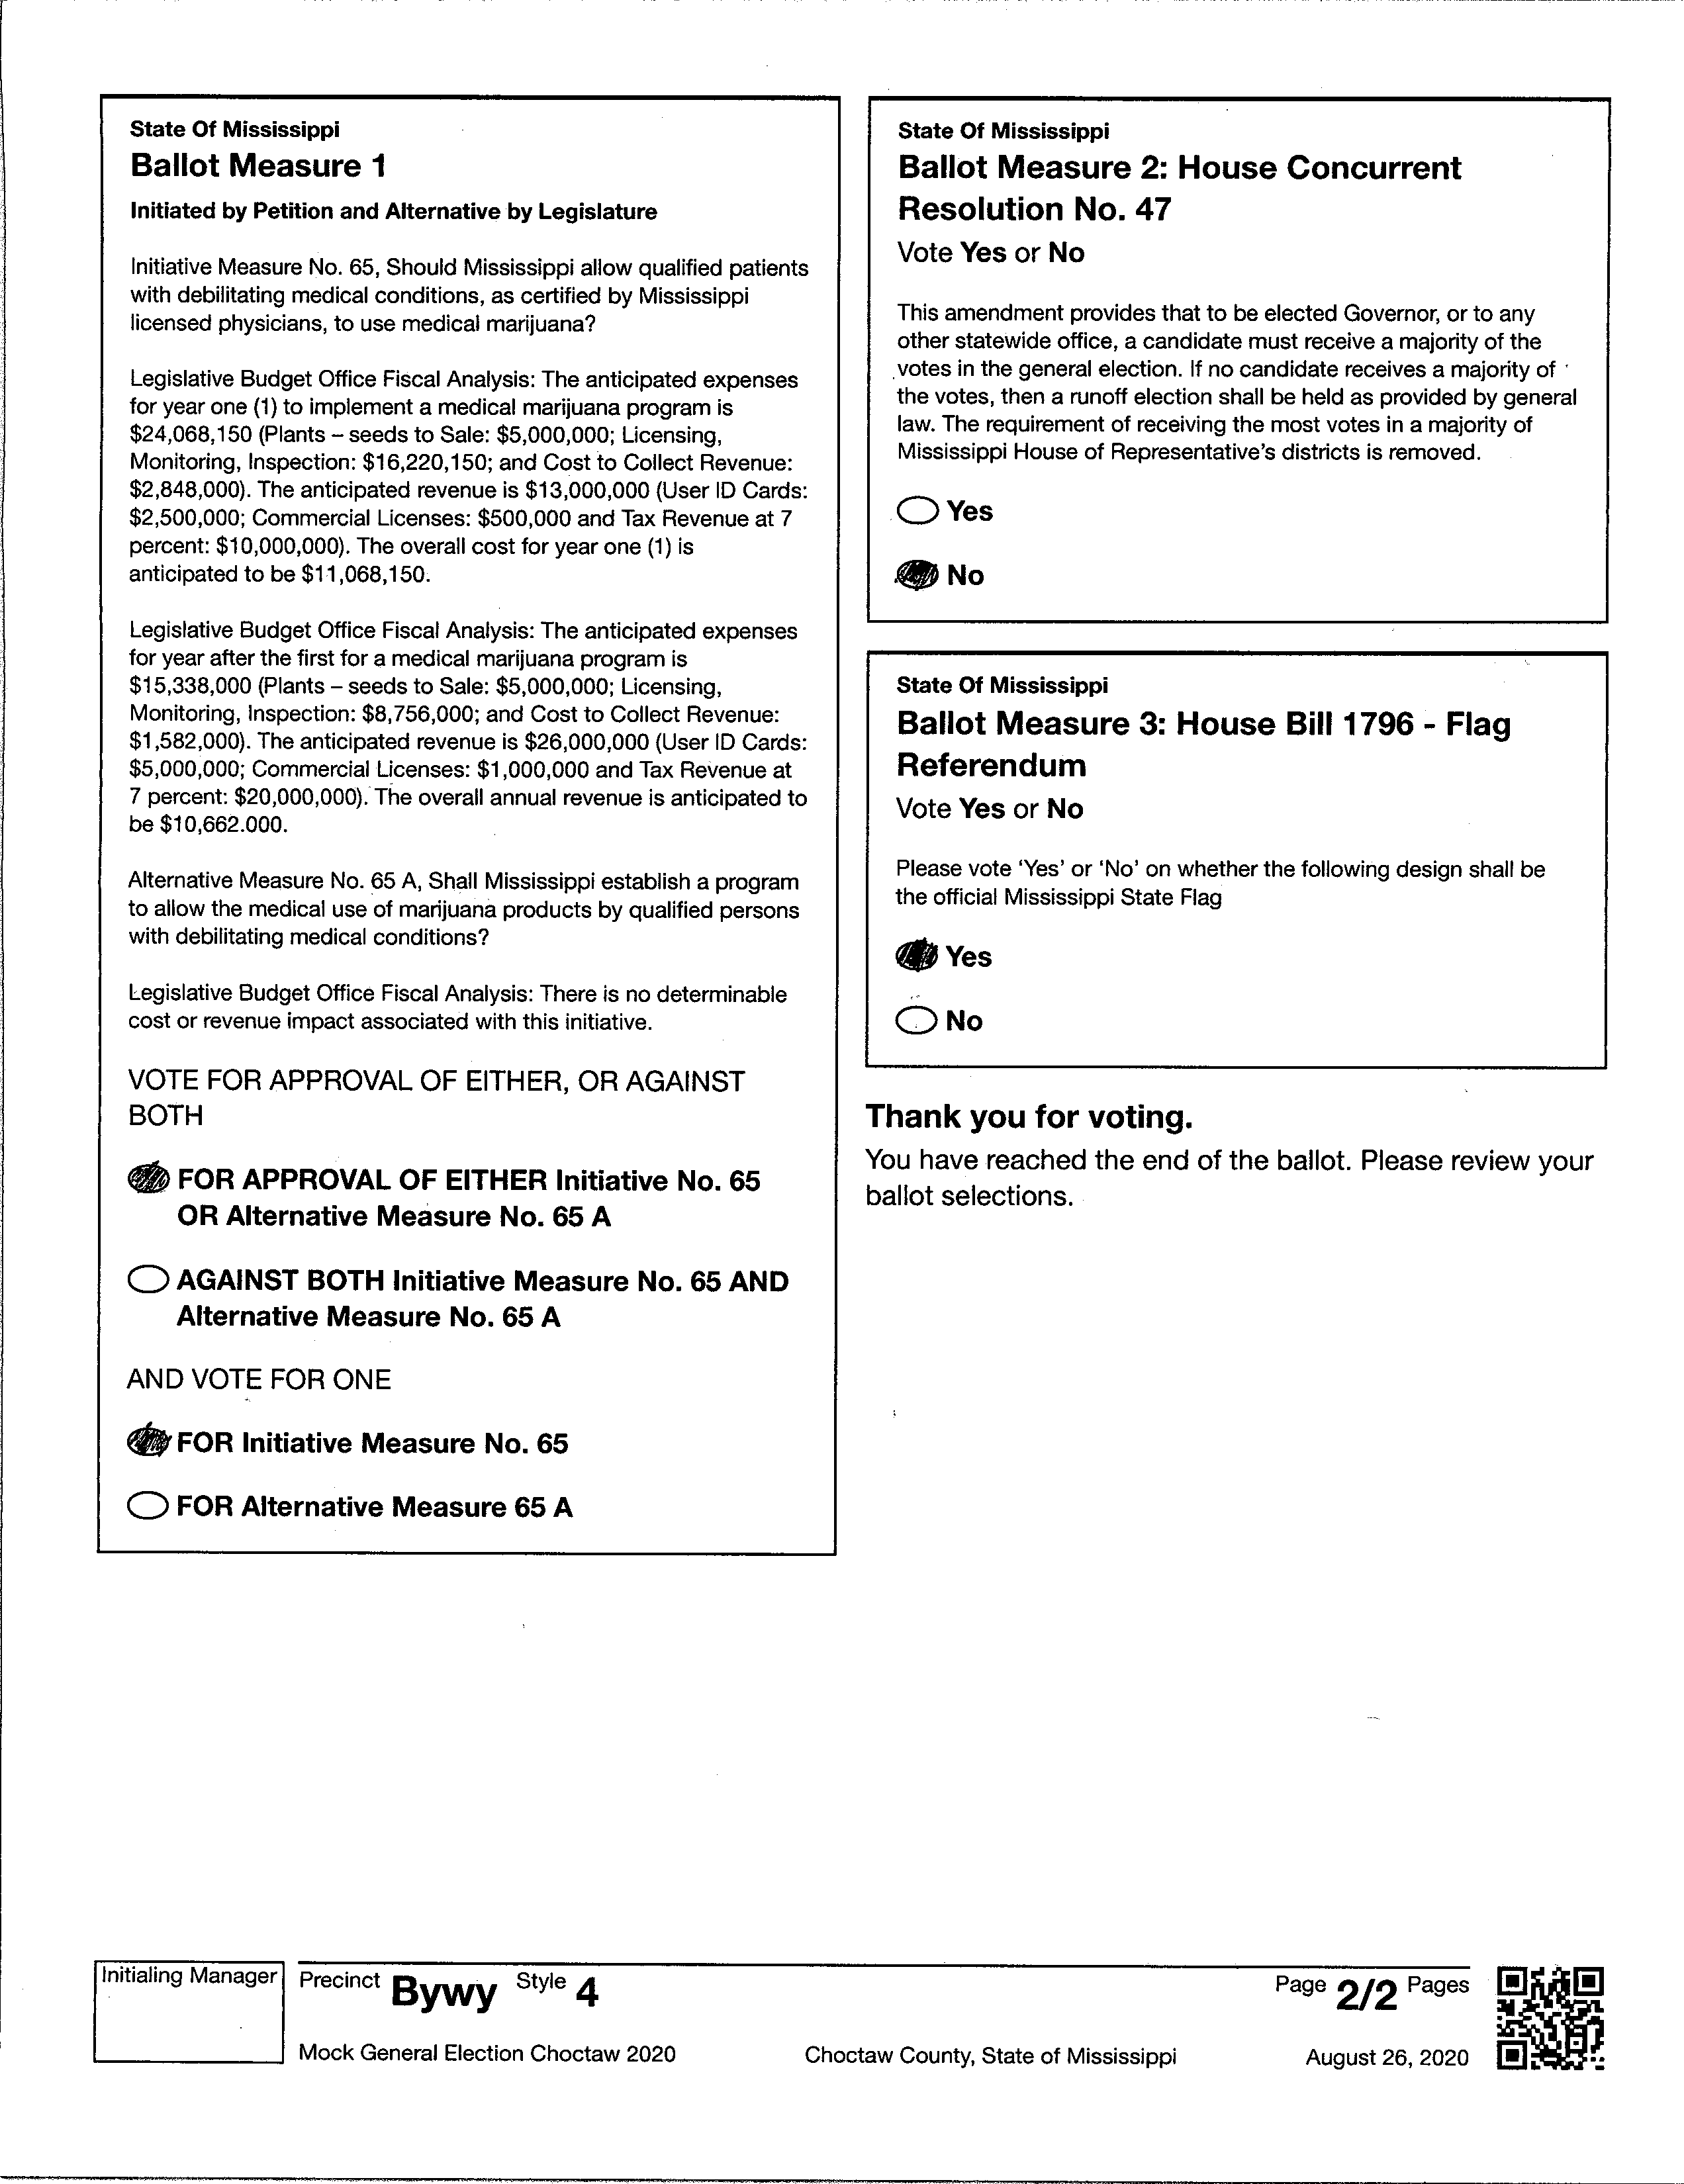 State Of Mississippi
Ballot Measure 1
Initiated by Petition and Alternative by Legislature
Initiative Measure No. 65, Should Mississippi allow qualified patients
with debilitating medical conditions, as certified by Mississippi
licensed physicians, to use medical marijuana?
Legislative Budget Office Fiscal Analysis: The anticipated expenses
for year one (1) to implement a medical marijuana program is
$24,068,150 (Plants – seeds to Sale: $5,000,000; Licensing,
Monitoring, Inspection: $16,220,150; and Cost to Collect Revenue:
$2,848,000). The anticipated revenue is $13,000,000 (User ID Cards:
$2,500,000; Commercial Licenses: $500,000 and Tax Revenue at 7
percent: $10,000,000). The overall cost for year one (1) is
anticipated to be $11,068,150.
Legislative Budget Office Fiscal Analysis: The anticipated expenses
for year after the first for a medical marijuana program is
$15,338,000 (Plants – seeds to Sale: $5,000,000; Licensing,
Monitoring, Inspection: $8,756,000; and Cost to Collect Revenue:
$1,582,000). The anticipated revenue is $26,000,000 (User ID Cards:
$5,000,000; Commercial Licenses: $1,000,000 and Tax Revenue at
7 percent: $20,000,000). The overall annual revenue is anticipated to
be $10,662.000.
Alternative Measure No. 65 A, Shall Mississippi establish a program
to allow the medical use of marijuana products by qualified persons
with debilitating medical conditions?
Legislative Budget Office Fiscal Analysis: There is no determinable
cost or revenue impact associated with this initiative.
VOTE FOR APPROVAL OF EITHER, OR AGAINST
BOTH
FOR APPROVAL OF EITHER Initiative No. 65
OR Alternative Measure No. 65 A
AGAINST BOTH Initiative Measure No. 65 AND
Alternative Measure No. 65 A
AND VOTE FOR ONE
FOR Initiative Measure No. 65
FOR Alternative Measure 65 A
State Of Mississippi
Ballot Measure 2: House Concurrent
Resolution No. 47
Vote Yes or No
This amendment provides that to be elected Governor, or to any
other statewide office, a candidate must receive a majority of the
votes in the general election. If no candidate receives a majority of
the votes, then a runoff election shall be held as provided by general
law. The requirement of receiving the most votes in a majority of
Mississippi House of Representative's districts is removed.
Yes
No
State Of Mississippi
Ballot Measure 3: House Bill 1796 - Flag
Referendum
Vote Yes or No
Please vote 'Yes' or 'No' on whether the following design shall be
the official Mississippi State Flag
Yes
No
Thank you for voting.
You have reached the end of the ballot. Please review your
ballot selections.
Initialing Manager
Precinct Bywy Style 4
Page 2/2 Pages
Mock General Election Choctaw 2020
Choctaw County, State of Mississippi
August 26, 2020